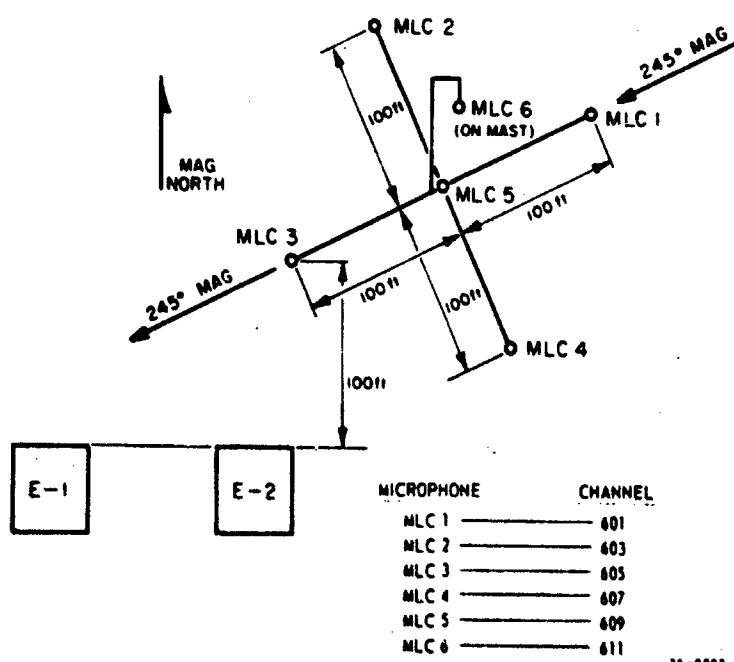 MLC 2
245° MAG
100ft
MLC 6
(ON MAST)
MLC 1
MAG
NORTH
MLC 5
100ft
MLC 3
245° MAG
100ft
100ft
MLC 4
100ft
E-1
E-2
MICROPHONE CHANNEL
MLC 1 601
MLC 2 603
MLC 3 605
MLC 4 607
MLC 5 609
MLC 6 611